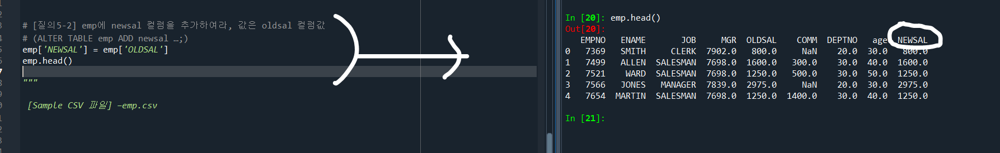 # [질의5-2] emp에 newsal 컬럼을 추가하여라, 값은 oldsal 컬럼값
# (ALTER TABLE emp ADD newsal …;)
emp['NEWSAL'] = emp['OLDSAL']
emp.head()
"""
[Sample CSV 파일] –emp.csv
In [20]: emp.head()
Out[20]:
EMPNO ENAME JOB MGR OLDSAL COMM DEPTNO age NEWSAL
0 7369 SMITH CLERK 7902.0 800.0 NaN 20.0 30.0 800.0
1 7499 ALLEN SALESMAN 7698.0 1600.0 300.0 30.0 40.0 1600.0
2 7521 WARD SALESMAN 7698.0 1250.0 500.0 30.0 50.0 1250.0
3 7566 JONES MANAGER 7839.0 2975.0 NaN 20.0 30.0 2975.0
4 7654 MARTIN SALESMAN 7698.0 1250.0 1400.0 30.0 40.0 1250.0
In [21]: